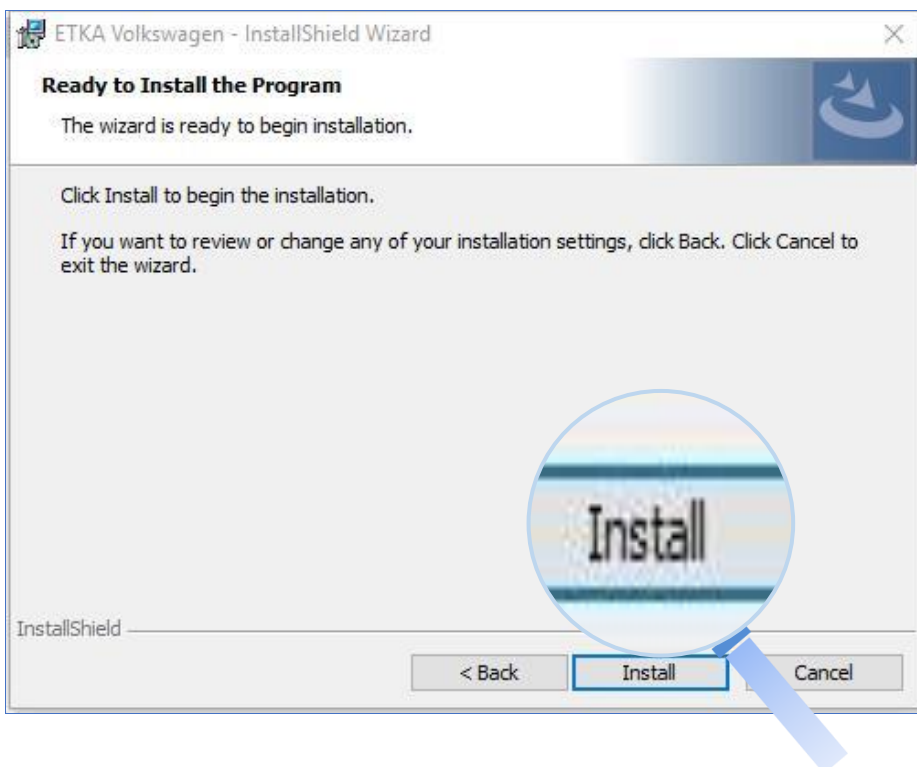 ETKA Volkswagen - InstallShield Wizard
Ready to Install the Program
The wizard is ready to begin installation.
Click Install to begin the installation.
If you want to review or change any of your installation settings, click Back. Click Cancel to
exit the wizard.
Install
InstallShield
< Back Install Cancel